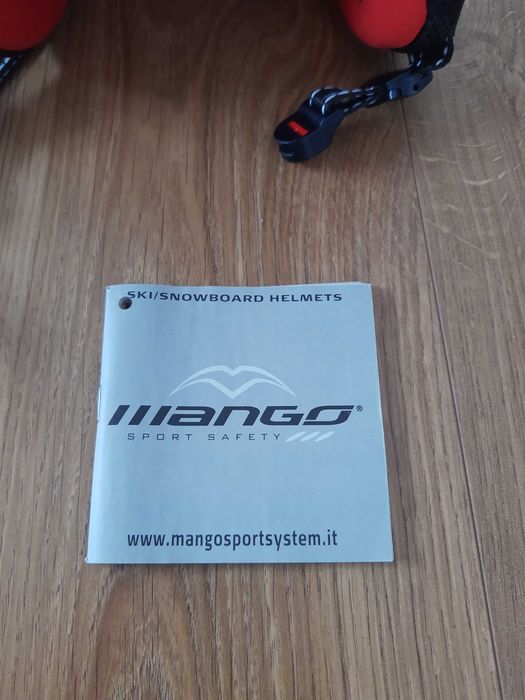 SKI/SNOWBOARD HELMETS
mango®
SPORT SAFETY
www.mangosportsystem.it